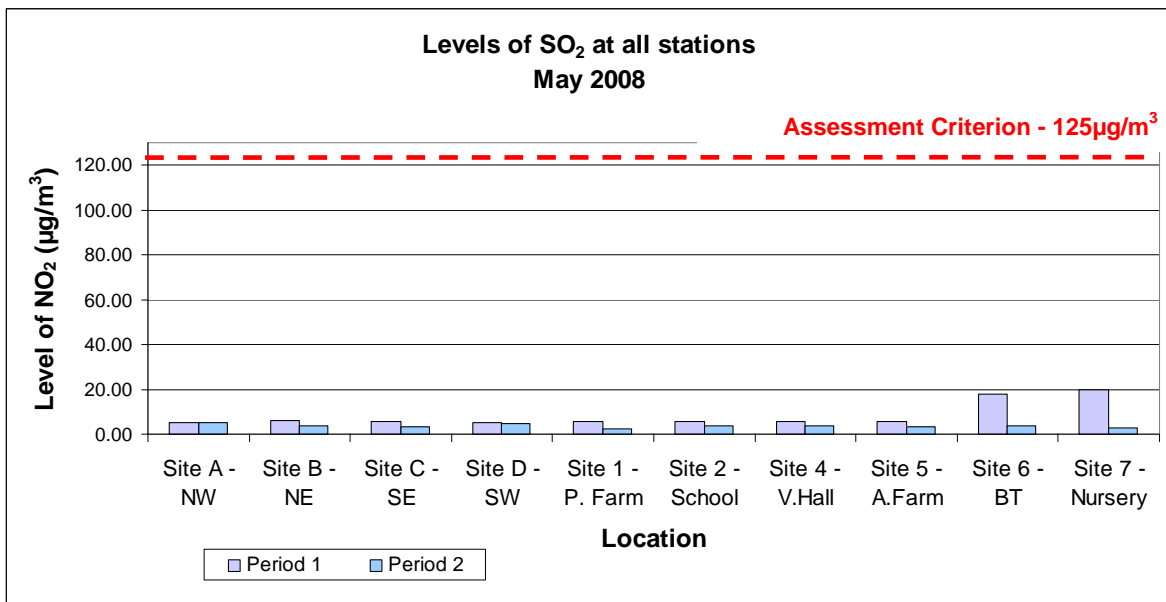 Levels of SO₂ at all stations
May 2008
Assessment Criterion - 125µg/m³
Level of NO₂ (µg/m³)
120.00
100.00
80.00
60.00
40.00
20.00
0.00
Site A - NW
Site B - NE
Site C - SE
Site D - SW
Site 1 - P. Farm
Site 2 - School
Site 4 - V.Hall
Site 5 - A.Farm
Site 6 - BT
Site 7 - Nursery
Location
Period 1
Period 2